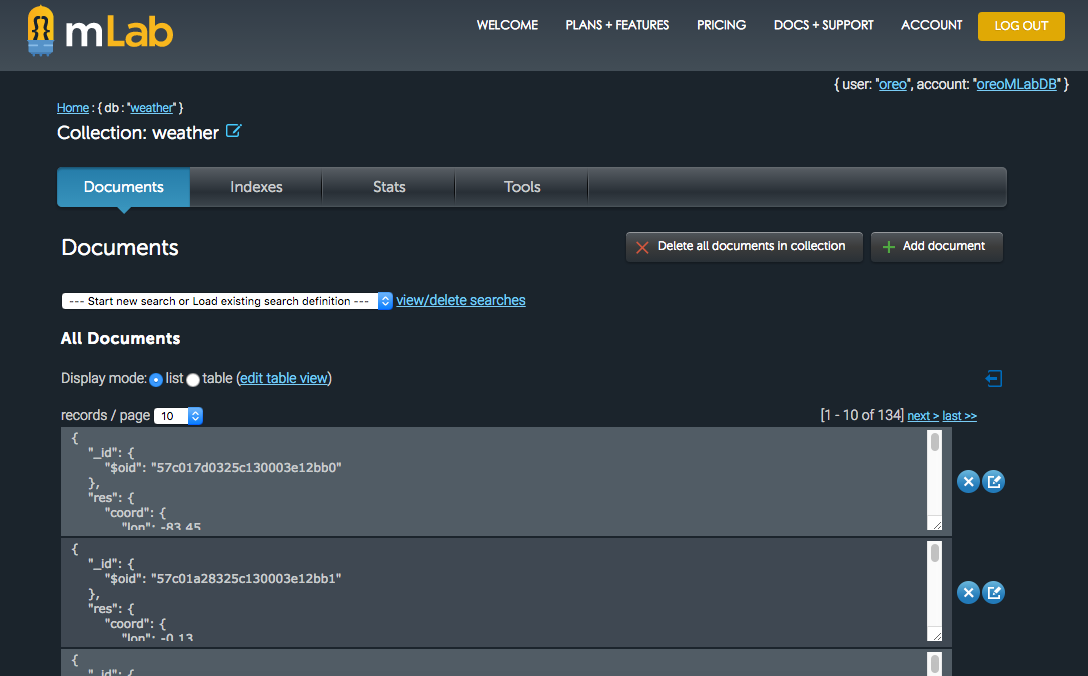 mLab
WELCOME PLANS + FEATURES PRICING DOCS + SUPPORT ACCOUNT LOG OUT
{ user: "oreo", account: "oreoMLabDB" }
Home : { db : "weather" }
Collection: weather
Documents Indexes Stats Tools
Documents
Delete all documents in collection Add document
--- Start new search or Load existing search definition --- view/delete searches
All Documents
Display mode: list table (edit table view)
records / page 10 [1 - 10 of 134] next > last >>
{
"_id": {
"$oid": "57c017d0325c130003e12bb0"
},
"res": {
"coord": {
"lon": -83.45
{
"_id": {
"$oid": "57c01a28325c130003e12bb1"
},
"res": {
"coord": {
"lon": -0.13
{
"_id": {